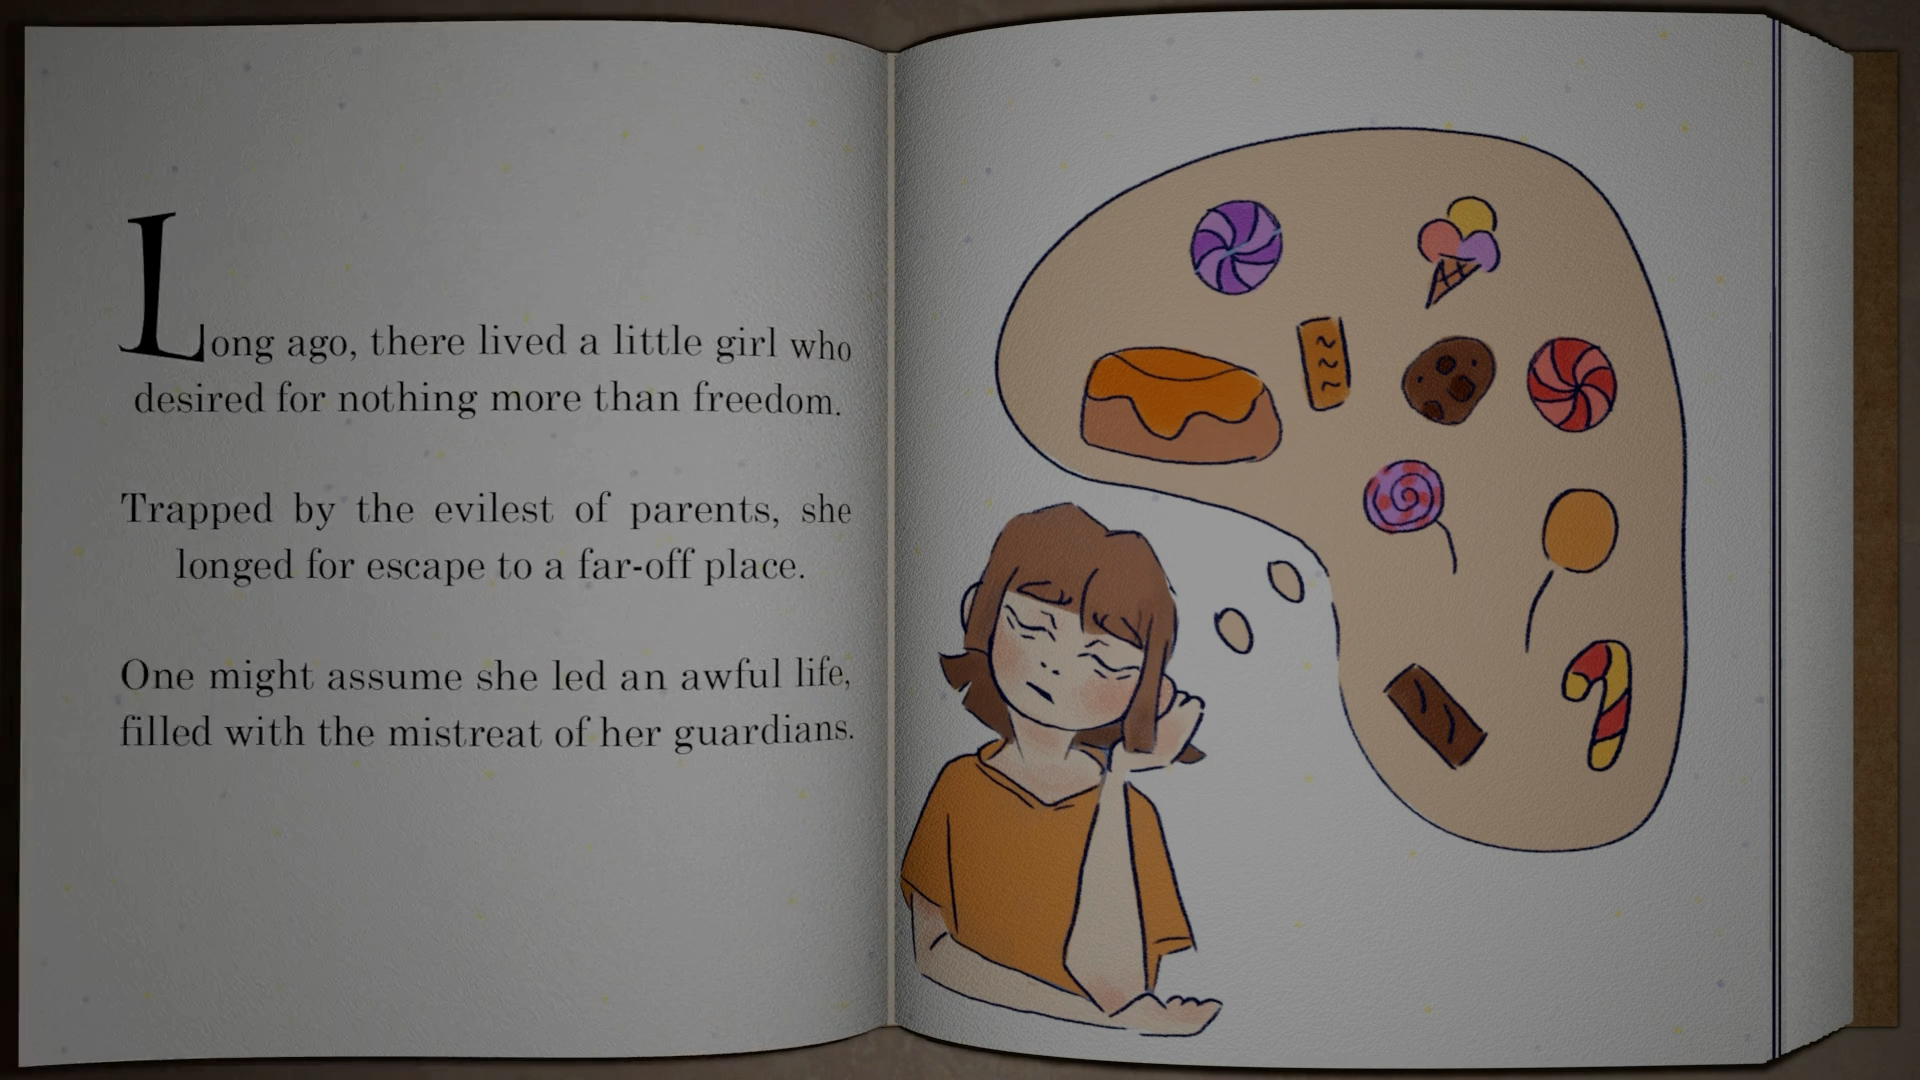 Long ago, there lived a little girl who
desired for nothing more than freedom.
Trapped by the evilest of parents, she
longed for escape to a far-off place.
One might assume she led an awful life,
filled with the mistreat of her guardians.